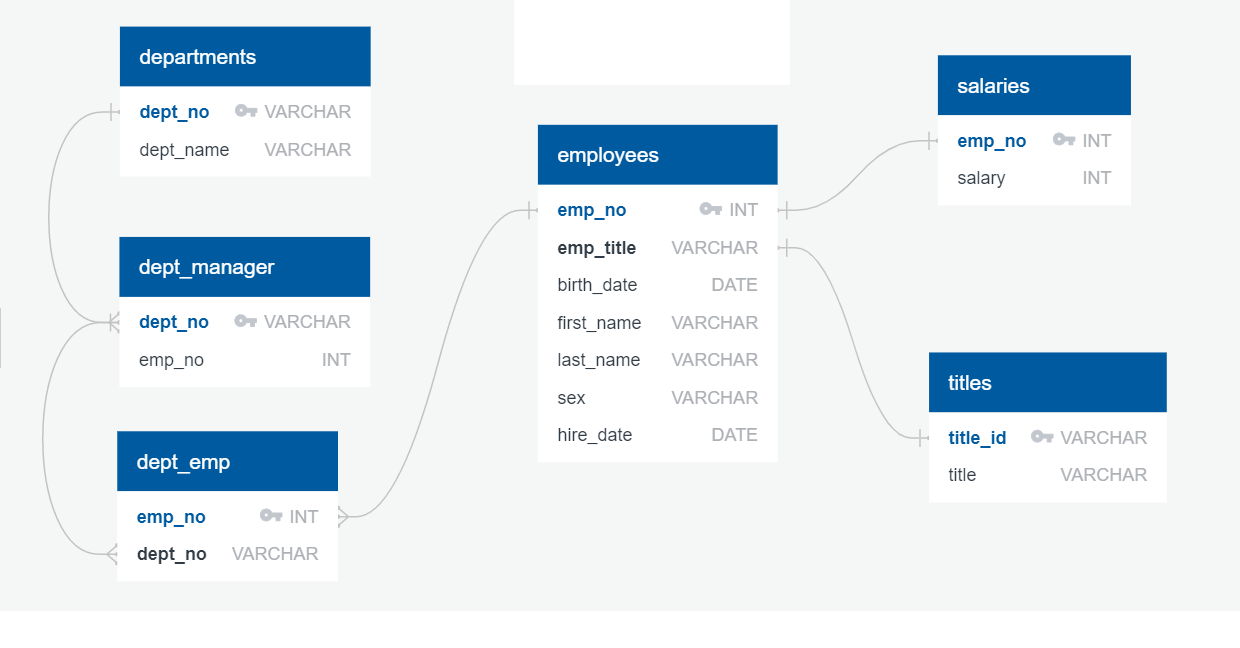 departments
dept_no VARCHAR
dept_name VARCHAR
dept_manager
dept_no VARCHAR
emp_no INT
dept_emp
emp_no INT
dept_no VARCHAR
employees
emp_no INT
emp_title VARCHAR
birth_date DATE
first_name VARCHAR
last_name VARCHAR
sex VARCHAR
hire_date DATE
salaries
emp_no INT
salary INT
titles
title_id VARCHAR
title VARCHAR